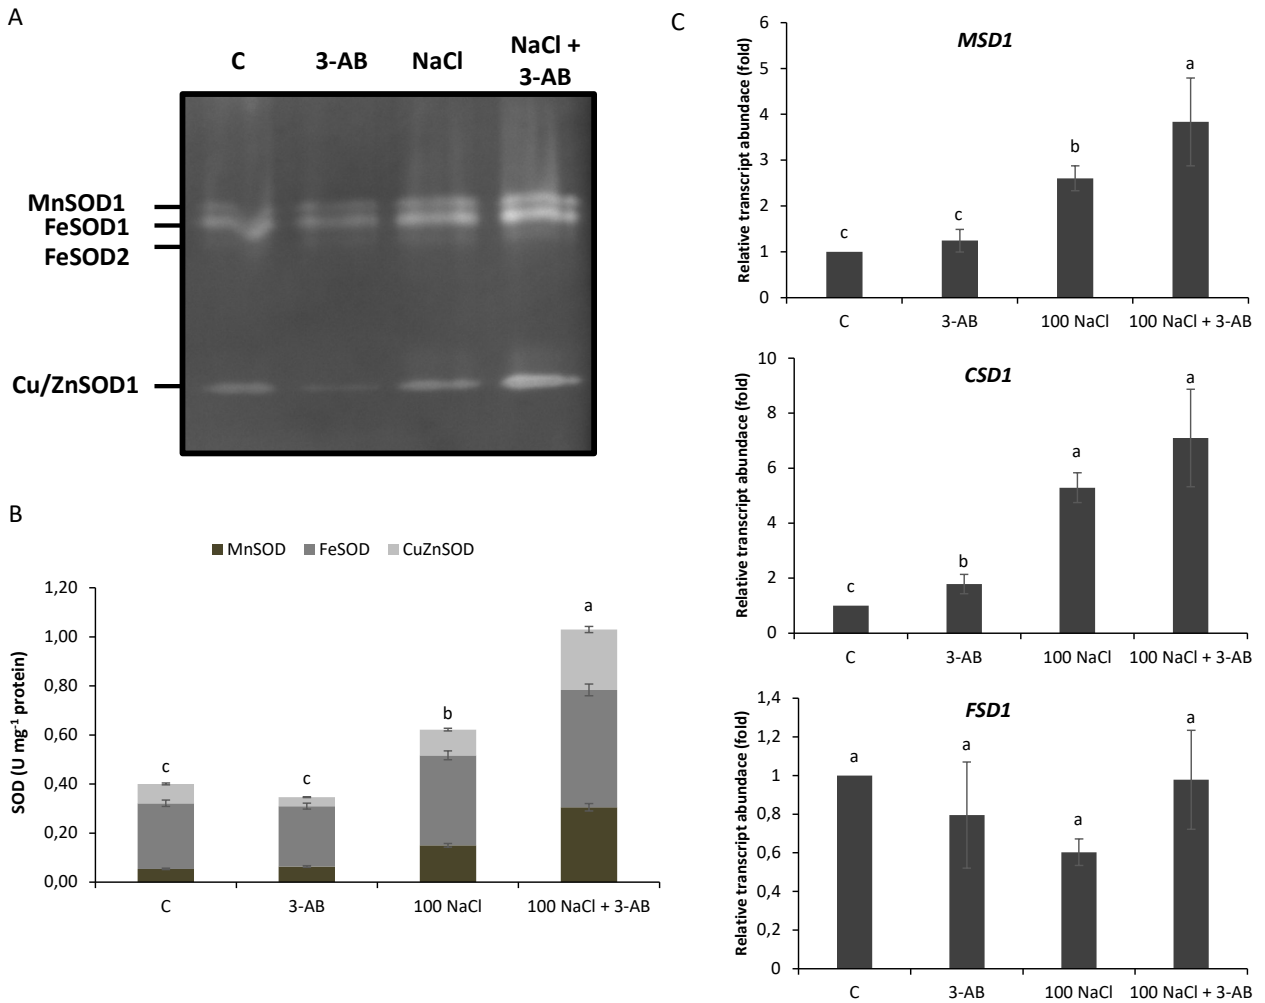 A
C
3-AB
NaCl
NaCl +
3-AB
MnSOD1
FeSOD1
FeSOD2
Cu/ZnSOD1
B
MnSOD
FeSOD
CuZnSOD
SOD (U mg⁻¹ protein)
1,20
1,00
0,80
0,60
0,40
0,20
0,00
c
c
b
a
C
3-AB
100 NaCl
100 NaCl + 3-AB
C
MSD1
Relative transcript abundace (fold)
6
5
4
3
2
1
0
c
c
b
a
C
3-AB
100 NaCl
100 NaCl + 3-AB
CSD1
Relative transcript abundance (fold)
10
8
6
4
2
0
c
b
a
a
C
3-AB
100 NaCl
100 NaCl + 3-AB
FSD1
Relative transcript abundance (fold)
1,4
1,2
1
0,8
0,6
0,4
0,2
0
a
a
a
a
C
3-AB
100 NaCl
100 NaCl + 3-AB